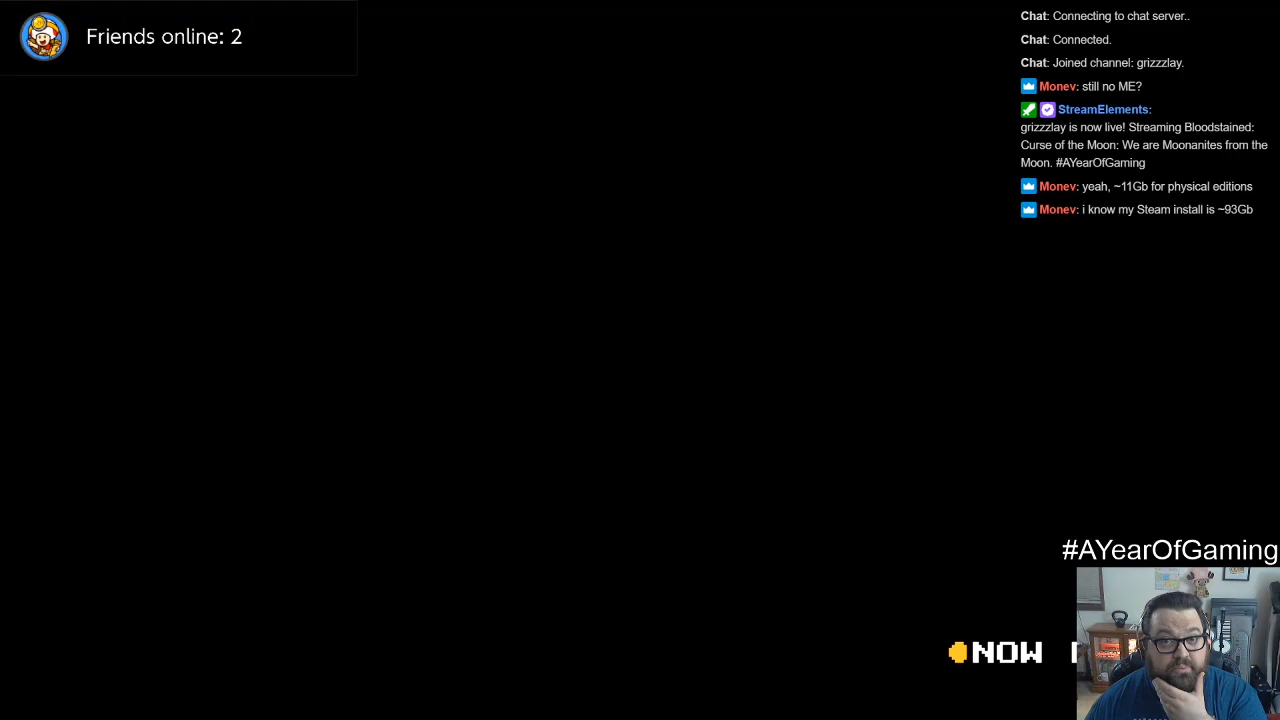 Friends online: 2
Chat: Connecting to chat server..
Chat: Connected.
Chat: Joined channel: grizzzlay.
Monev: still no ME?
StreamElements:
grizzzlay is now live! Streaming Bloodstained:
Curse of the Moon: We are Moonanites from the
Moon. #AYearOfGaming
Monev: yeah, ~11Gb for physical editions
Monev: i know my Steam install is ~93Gb
#AYearOfGaming
NOW